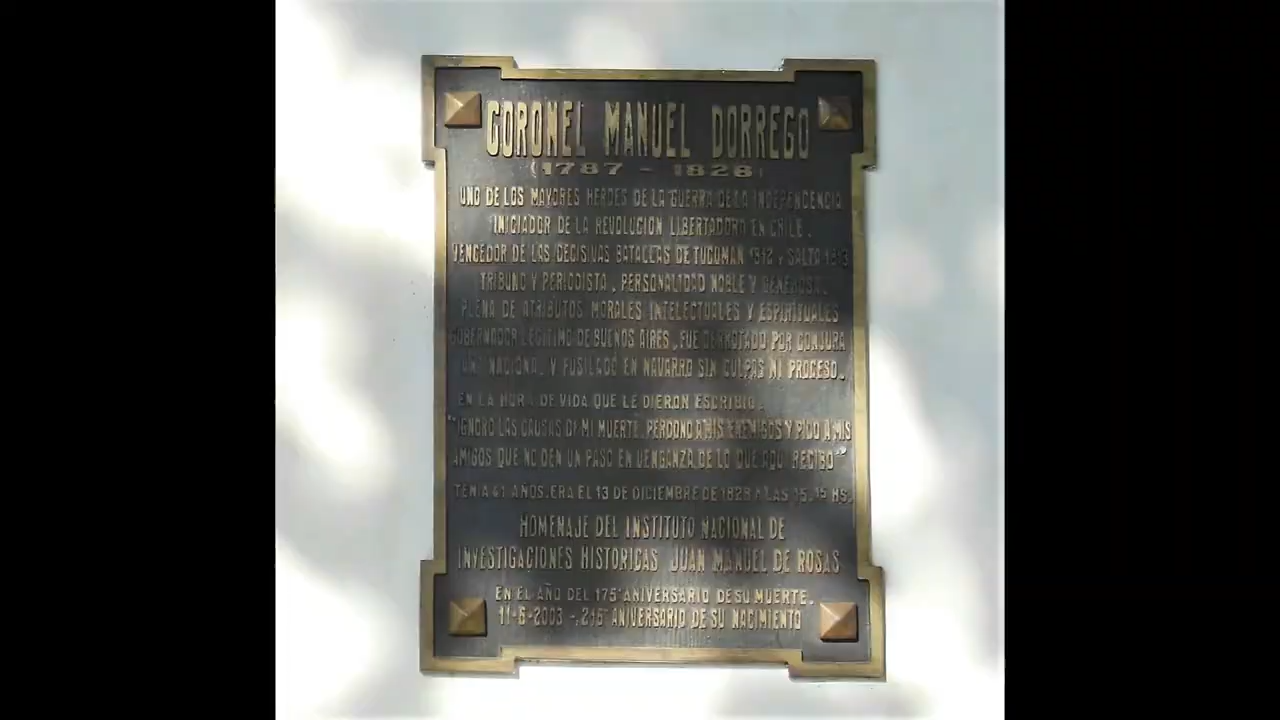 CORONEL MANUEL DORREGO
(1787 - 1828)
UNO DE LOS MAYORES HEROES DE LA GUERRA DE LA INDEPENDENCIA
INICIADOR DE LA REVOLUCION LIBERTADORA EN CHILE.
VENCEDOR DE LAS DECISIVAS BATALLAS DE TUCUMAN 1812 Y SALTA 1813
TRIBUNO Y PERIODISTA, PERSONALIDAD NOBLE Y GENEROSA,
PLENA DE ATRIBUTOS MORALES INTELECTUALES Y ESPIRITUALES
GOBERNADOR LEGITIMO DE BUENOS AIRES, FUE DERROTADO POR CONJURA
ANTINACIONAL Y FUSILADO EN NAVARRO SIN CULPAS NI PROCESO.
EN LA HORA DE VIDA QUE LE DIERON ESCRIBIO:
"IGNORO LAS CAUSAS DE MI MUERTE, PERDONO A MIS ENEMIGOS Y PIDO A MIS
AMIGOS QUE NO DEN UN PASO EN VENGANZA DE LO QUE AQUI RECIBO"
TENIA 41 AÑOS. ERA EL 13 DE DICIEMBRE DE 1828 A LAS 15.15 HS.
HOMENAJE DEL INSTITUTO NACIONAL DE
INVESTIGACIONES HISTORICAS JUAN MANUEL DE ROSAS
EN EL AÑO DEL 175° ANIVERSARIO DE SU MUERTE.
11-6-2003 - 216° ANIVERSARIO DE SU NACIMIENTO